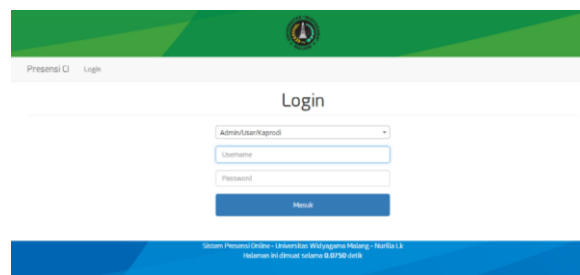 Presensi CI Login
Login
Admin/User/Kaprodi
Username
Password
Masuk
Sistem Presensi Online - Universitas Widyagama Malang - Nurilla
Halaman ini dimuat selama 0.0750 detik